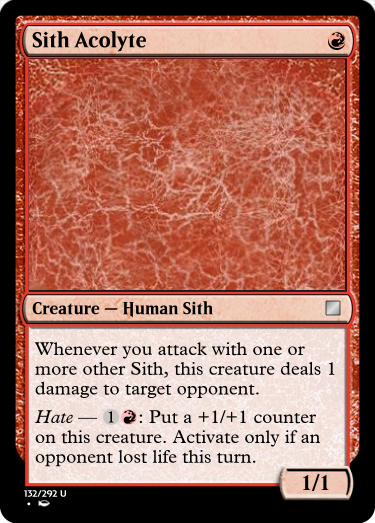 Sith Acolyte
Creature — Human Sith
Whenever you attack with one or
more other Sith, this creature deals 1
damage to target opponent.
Hate — 1 : Put a +1/+1 counter
on this creature. Activate only if an
opponent lost life this turn.
1/1
132/292 U